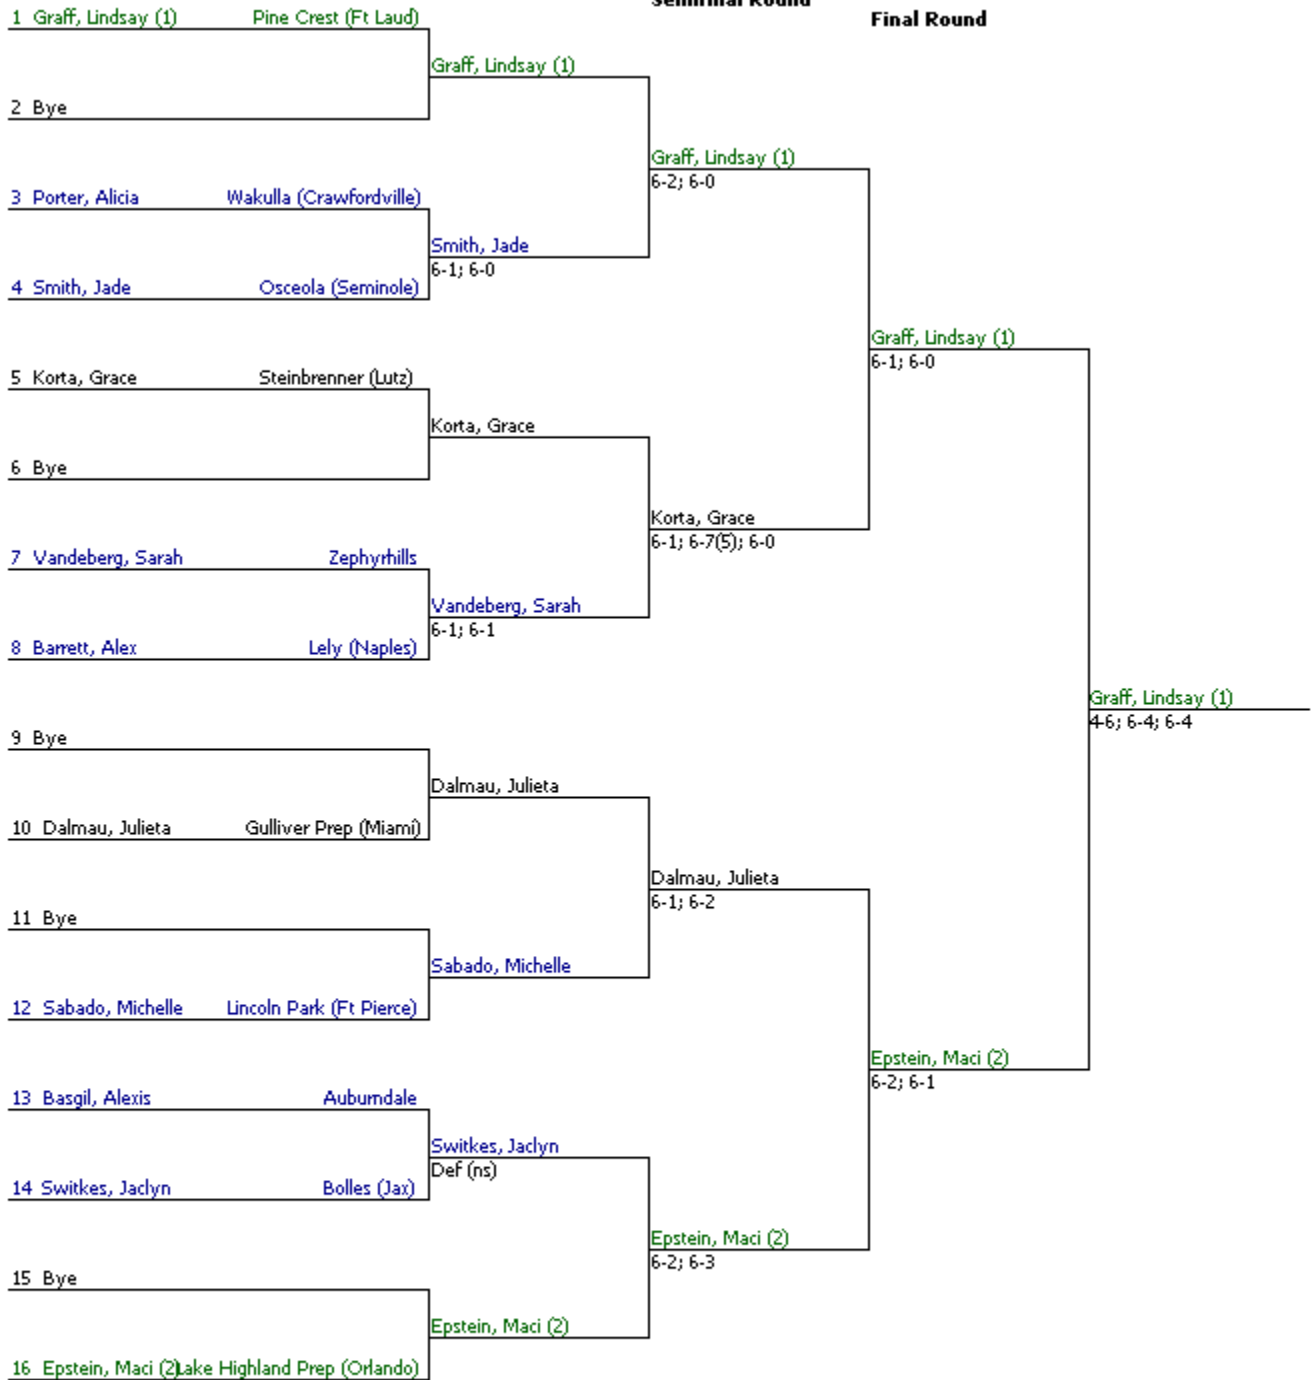 Semifinal Round
Final Round
1 Graff, Lindsay (1) Pine Crest (Ft Laud)
Graff, Lindsay (1)
2 Bye
Graff, Lindsay (1)
6-2; 6-0
3 Porter, Alicia Wakulla (Crawfordville)
Smith, Jade
6-1; 6-0
4 Smith, Jade Osceola (Seminole)
Graff, Lindsay (1)
6-1; 6-0
5 Korta, Grace Steinbrenner (Lutz)
Korta, Grace
6 Bye
Korta, Grace
6-1; 6-7(5); 6-0
7 Vandeberg, Sarah Zephyrhills
Vandeberg, Sarah
6-1; 6-1
8 Barrett, Alex Lely (Naples)
Graff, Lindsay (1)
4-6; 6-4; 6-4
9 Bye
Dalmau, Julieta
10 Dalmau, Julieta Gulliver Prep (Miami)
Dalmau, Julieta
6-1; 6-2
11 Bye
Sabado, Michelle
12 Sabado, Michelle Lincoln Park (Ft Pierce)
Epstein, Maci (2)
6-2; 6-1
13 Basgil, Alexis Auburndale
Switkes, Jaclyn
Def (ns)
14 Switkes, Jaclyn Bolles (Jax)
Epstein, Maci (2)
6-2; 6-3
15 Bye
Epstein, Maci (2)
16 Epstein, Maci (2) Lake Highland Prep (Orlando)